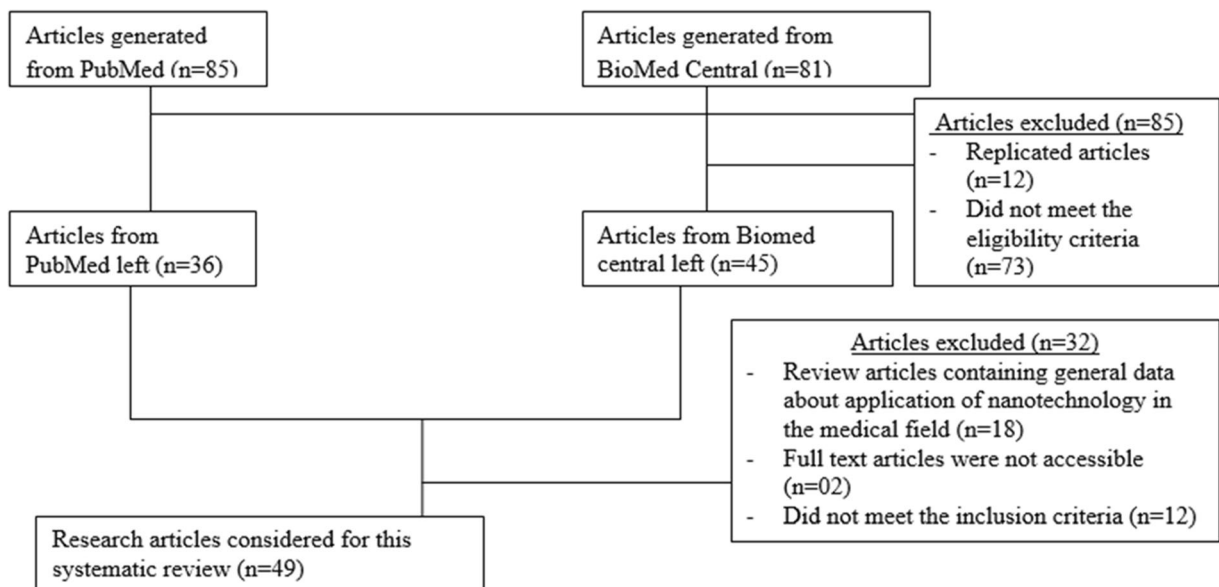 Articles generated
from PubMed (n=85)
Articles generated from
BioMed Central (n=81)
Articles excluded (n=85)
- Replicated articles
(n=12)
- Did not meet the
eligibility criteria
(n=73)
Articles from
PubMed left (n=36)
Articles from Biomed
central left (n=45)
Articles excluded (n=32)
- Review articles containing general data
about application of nanotechnology in
the medical field (n=18)
- Full text articles were not accessible
(n=02)
- Did not meet the inclusion criteria (n=12)
Research articles considered for this
systematic review (n=49)